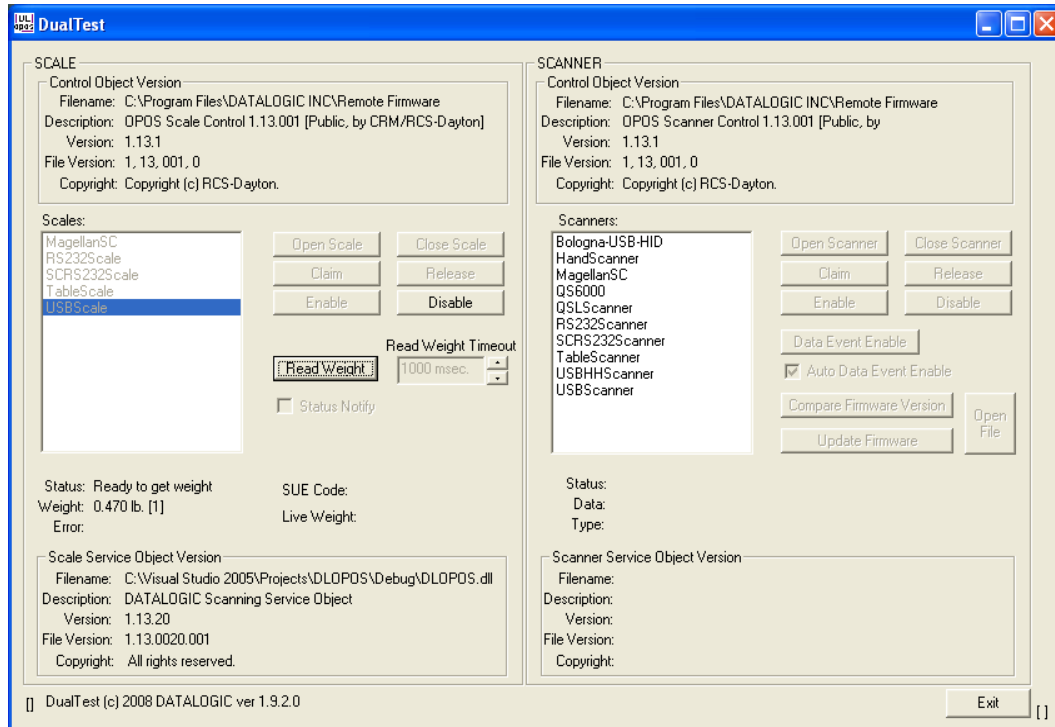 UL
opos
DualTest
SCALE
Control Object Version
Filename: C:\Program Files\DATALOGIC INC\Remote Firmware
Description: OPOS Scale Control 1.13.001 [Public, by CRM/RCS-Dayton]
Version: 1.13.1
File Version: 1, 13, 001, 0
Copyright: Copyright (c) RCS-Dayton.
Scales:
MagellanSC
RS232Scale
SCRS232Scale
TableScale
USBScale
Open Scale Close Scale
Claim Release
Enable Disable
Read Weight Timeout
Read Weight 1000 msec.
Status Notify
Status: Ready to get weight
Weight: 0.470 lb. [1]
Error:
SUE Code:
Live Weight:
Scale Service Object Version
Filename: C:\Visual Studio 2005\Projects\DLOPOS\Debug\DLOPOS.dll
Description: DATALOGIC Scanning Service Object
Version: 1.13.20
File Version: 1.13.0020.001
Copyright: All rights reserved.
SCANNER
Control Object Version
Filename: C:\Program Files\DATALOGIC INC\Remote Firmware
Description: OPOS Scanner Control 1.13.001 [Public, by
Version: 1.13.1
File Version: 1, 13, 001, 0
Copyright: Copyright (c) RCS-Dayton.
Scanners:
Bologna-USB-HID
HandScanner
MagellanSC
QS6000
QSLScanner
RS232Scanner
SCRS232Scanner
TableScanner
USBHHScanner
USBScanner
Open Scanner Close Scanner
Claim Release
Enable Disable
Data Event Enable
Auto Data Event Enable
Compare Firmware Version
Update Firmware
Open
File
Status:
Data:
Type:
Scanner Service Object Version
Filename:
Description:
Version:
File Version:
Copyright:
[] DualTest (c) 2008 DATALOGIC ver 1.9.2.0
Exit
[ ]